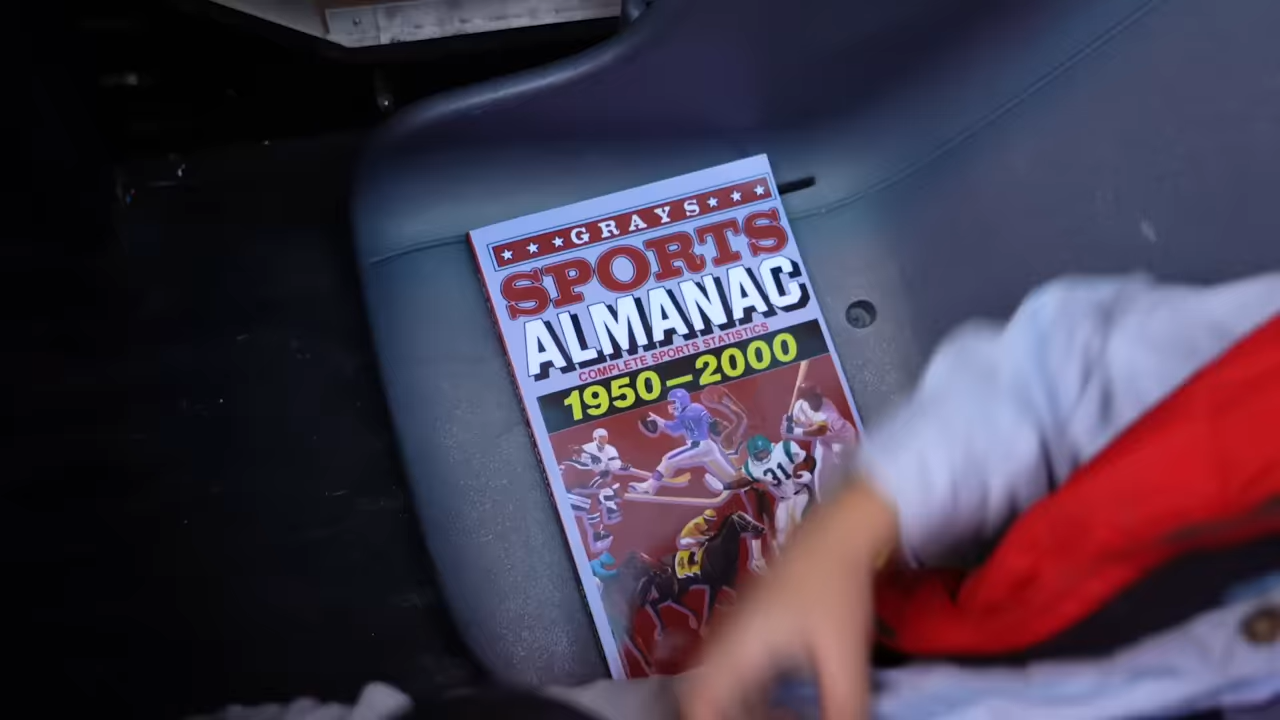 GRAYS
SPORTS
ALMANAC
COMPLETE SPORTS STATISTICS
1950–2000
31